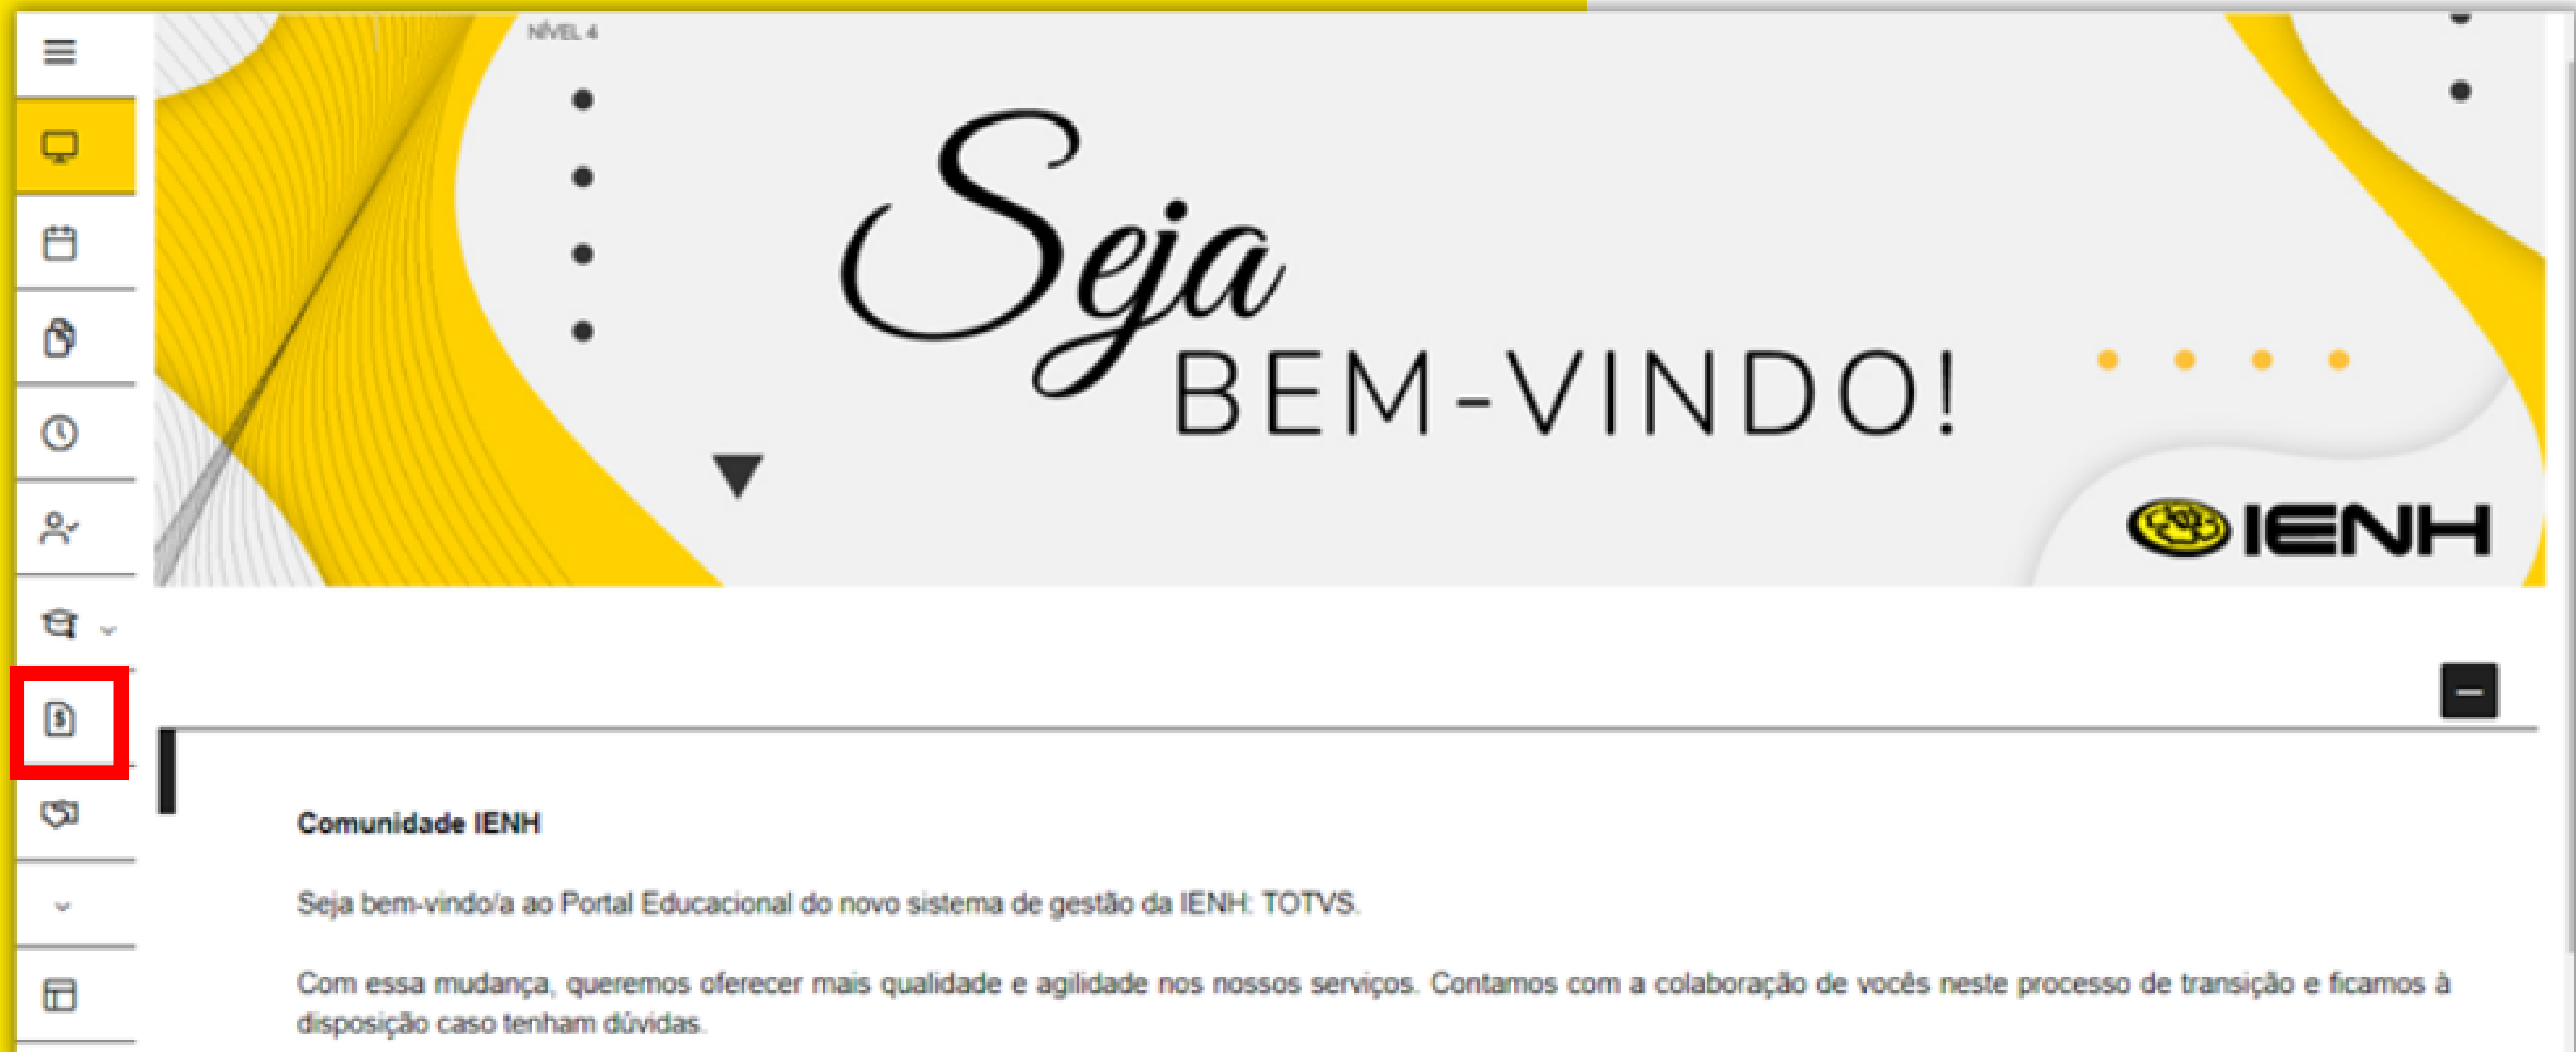 NÍVEL 4
Seja
BEM-VINDO!
IENH
Comunidade IENH
Seja bem-vindo/a ao Portal Educacional do novo sistema de gestão da IENH: TOTVS.
Com essa mudança, queremos oferecer mais qualidade e agilidade nos nossos serviços. Contamos com a colaboração de vocês neste processo de transição e ficamos à
disposição caso tenham dúvidas.